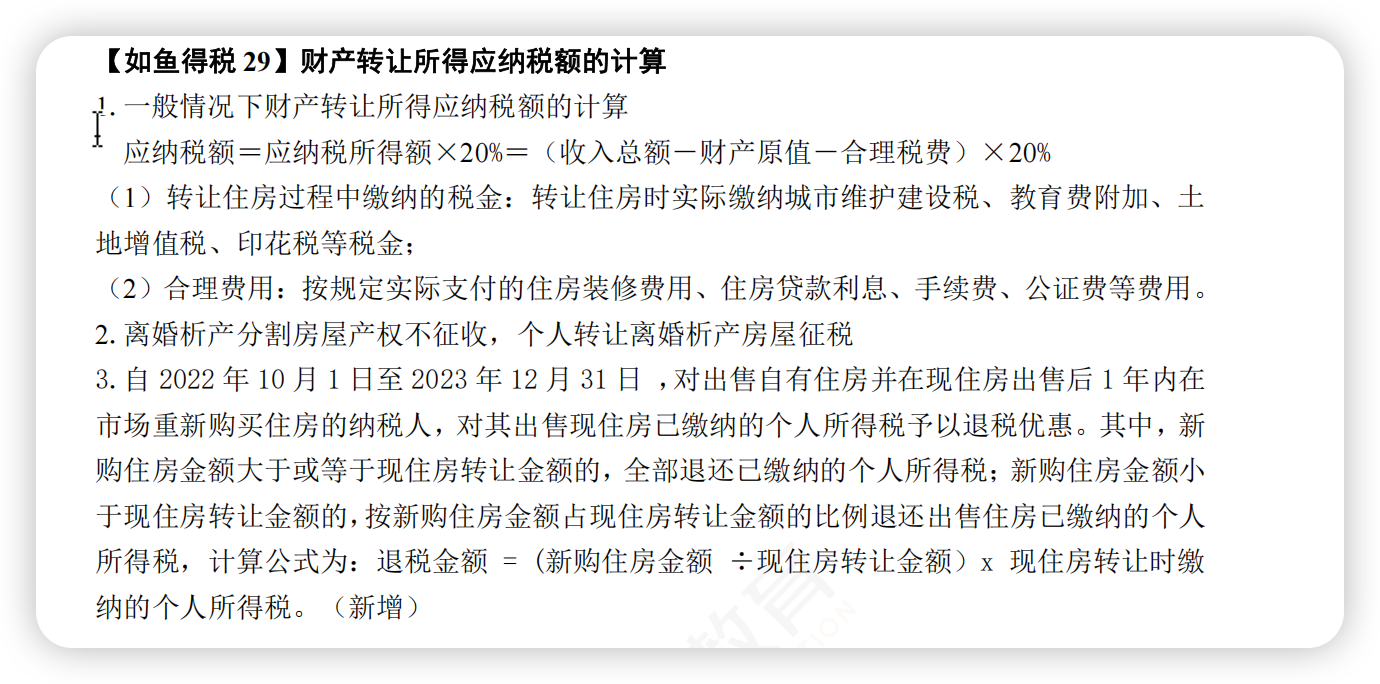 【如鱼得税 29】财产转让所得应纳税额的计算
1. 一般情况下财产转让所得应纳税额的计算
应纳税额＝应纳税所得额×20%＝（收入总额－财产原值－合理税费）×20%
（1）转让住房过程中缴纳的税金：转让住房时实际缴纳城市维护建设税、教育费附加、土
地增值税、印花税等税金；
（2）合理费用：按规定实际支付的住房装修费用、住房贷款利息、手续费、公证费等费用。
2. 离婚析产分割房屋产权不征收，个人转让离婚析产房屋征税
3. 自 2022 年 10 月 1 日至 2023 年 12 月 31 日 ，对出售自有住房并在现住房出售后 1 年内在
市场重新购买住房的纳税人，对其出售现住房已缴纳的个人所得税予以退税优惠。其中，新
购住房金额大于或等于现住房转让金额的，全部退还已缴纳的个人所得税；新购住房金额小
于现住房转让金额的，按新购住房金额占现住房转让金额的比例退还出售住房已缴纳的个人
所得税，计算公式为：退税金额 =（新购住房金额 ÷现住房转让金额）x 现住房转让时缴
纳的个人所得税。（新增）
教育